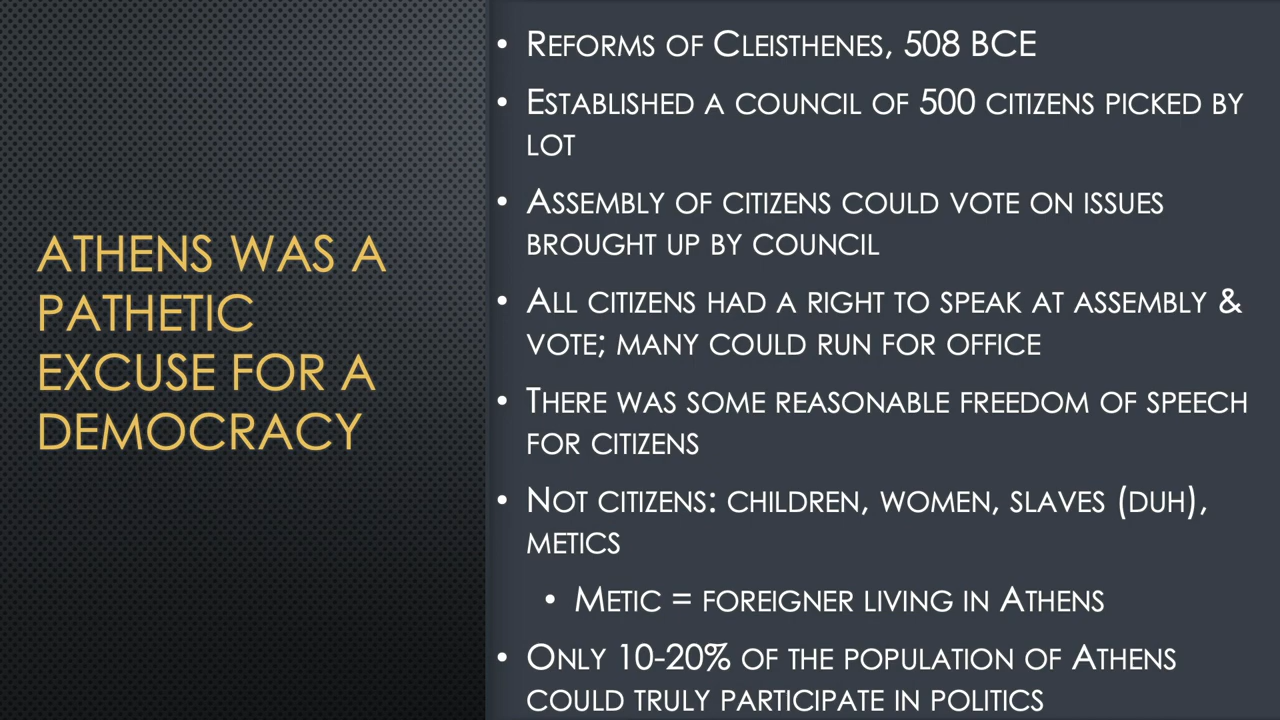 ATHENS WAS A
PATHETIC
EXCUSE FOR A
DEMOCRACY
• REFORMS OF CLEISTHENES, 508 BCE
• ESTABLISHED A COUNCIL OF 500 CITIZENS PICKED BY
LOT
• ASSEMBLY OF CITIZENS COULD VOTE ON ISSUES
BROUGHT UP BY COUNCIL
• ALL CITIZENS HAD A RIGHT TO SPEAK AT ASSEMBLY &
VOTE; MANY COULD RUN FOR OFFICE
• THERE WAS SOME REASONABLE FREEDOM OF SPEECH
FOR CITIZENS
• NOT CITIZENS: CHILDREN, WOMEN, SLAVES (DUH),
METICS
• METIC = FOREIGNER LIVING IN ATHENS
• ONLY 10-20% OF THE POPULATION OF ATHENS
COULD TRULY PARTICIPATE IN POLITICS